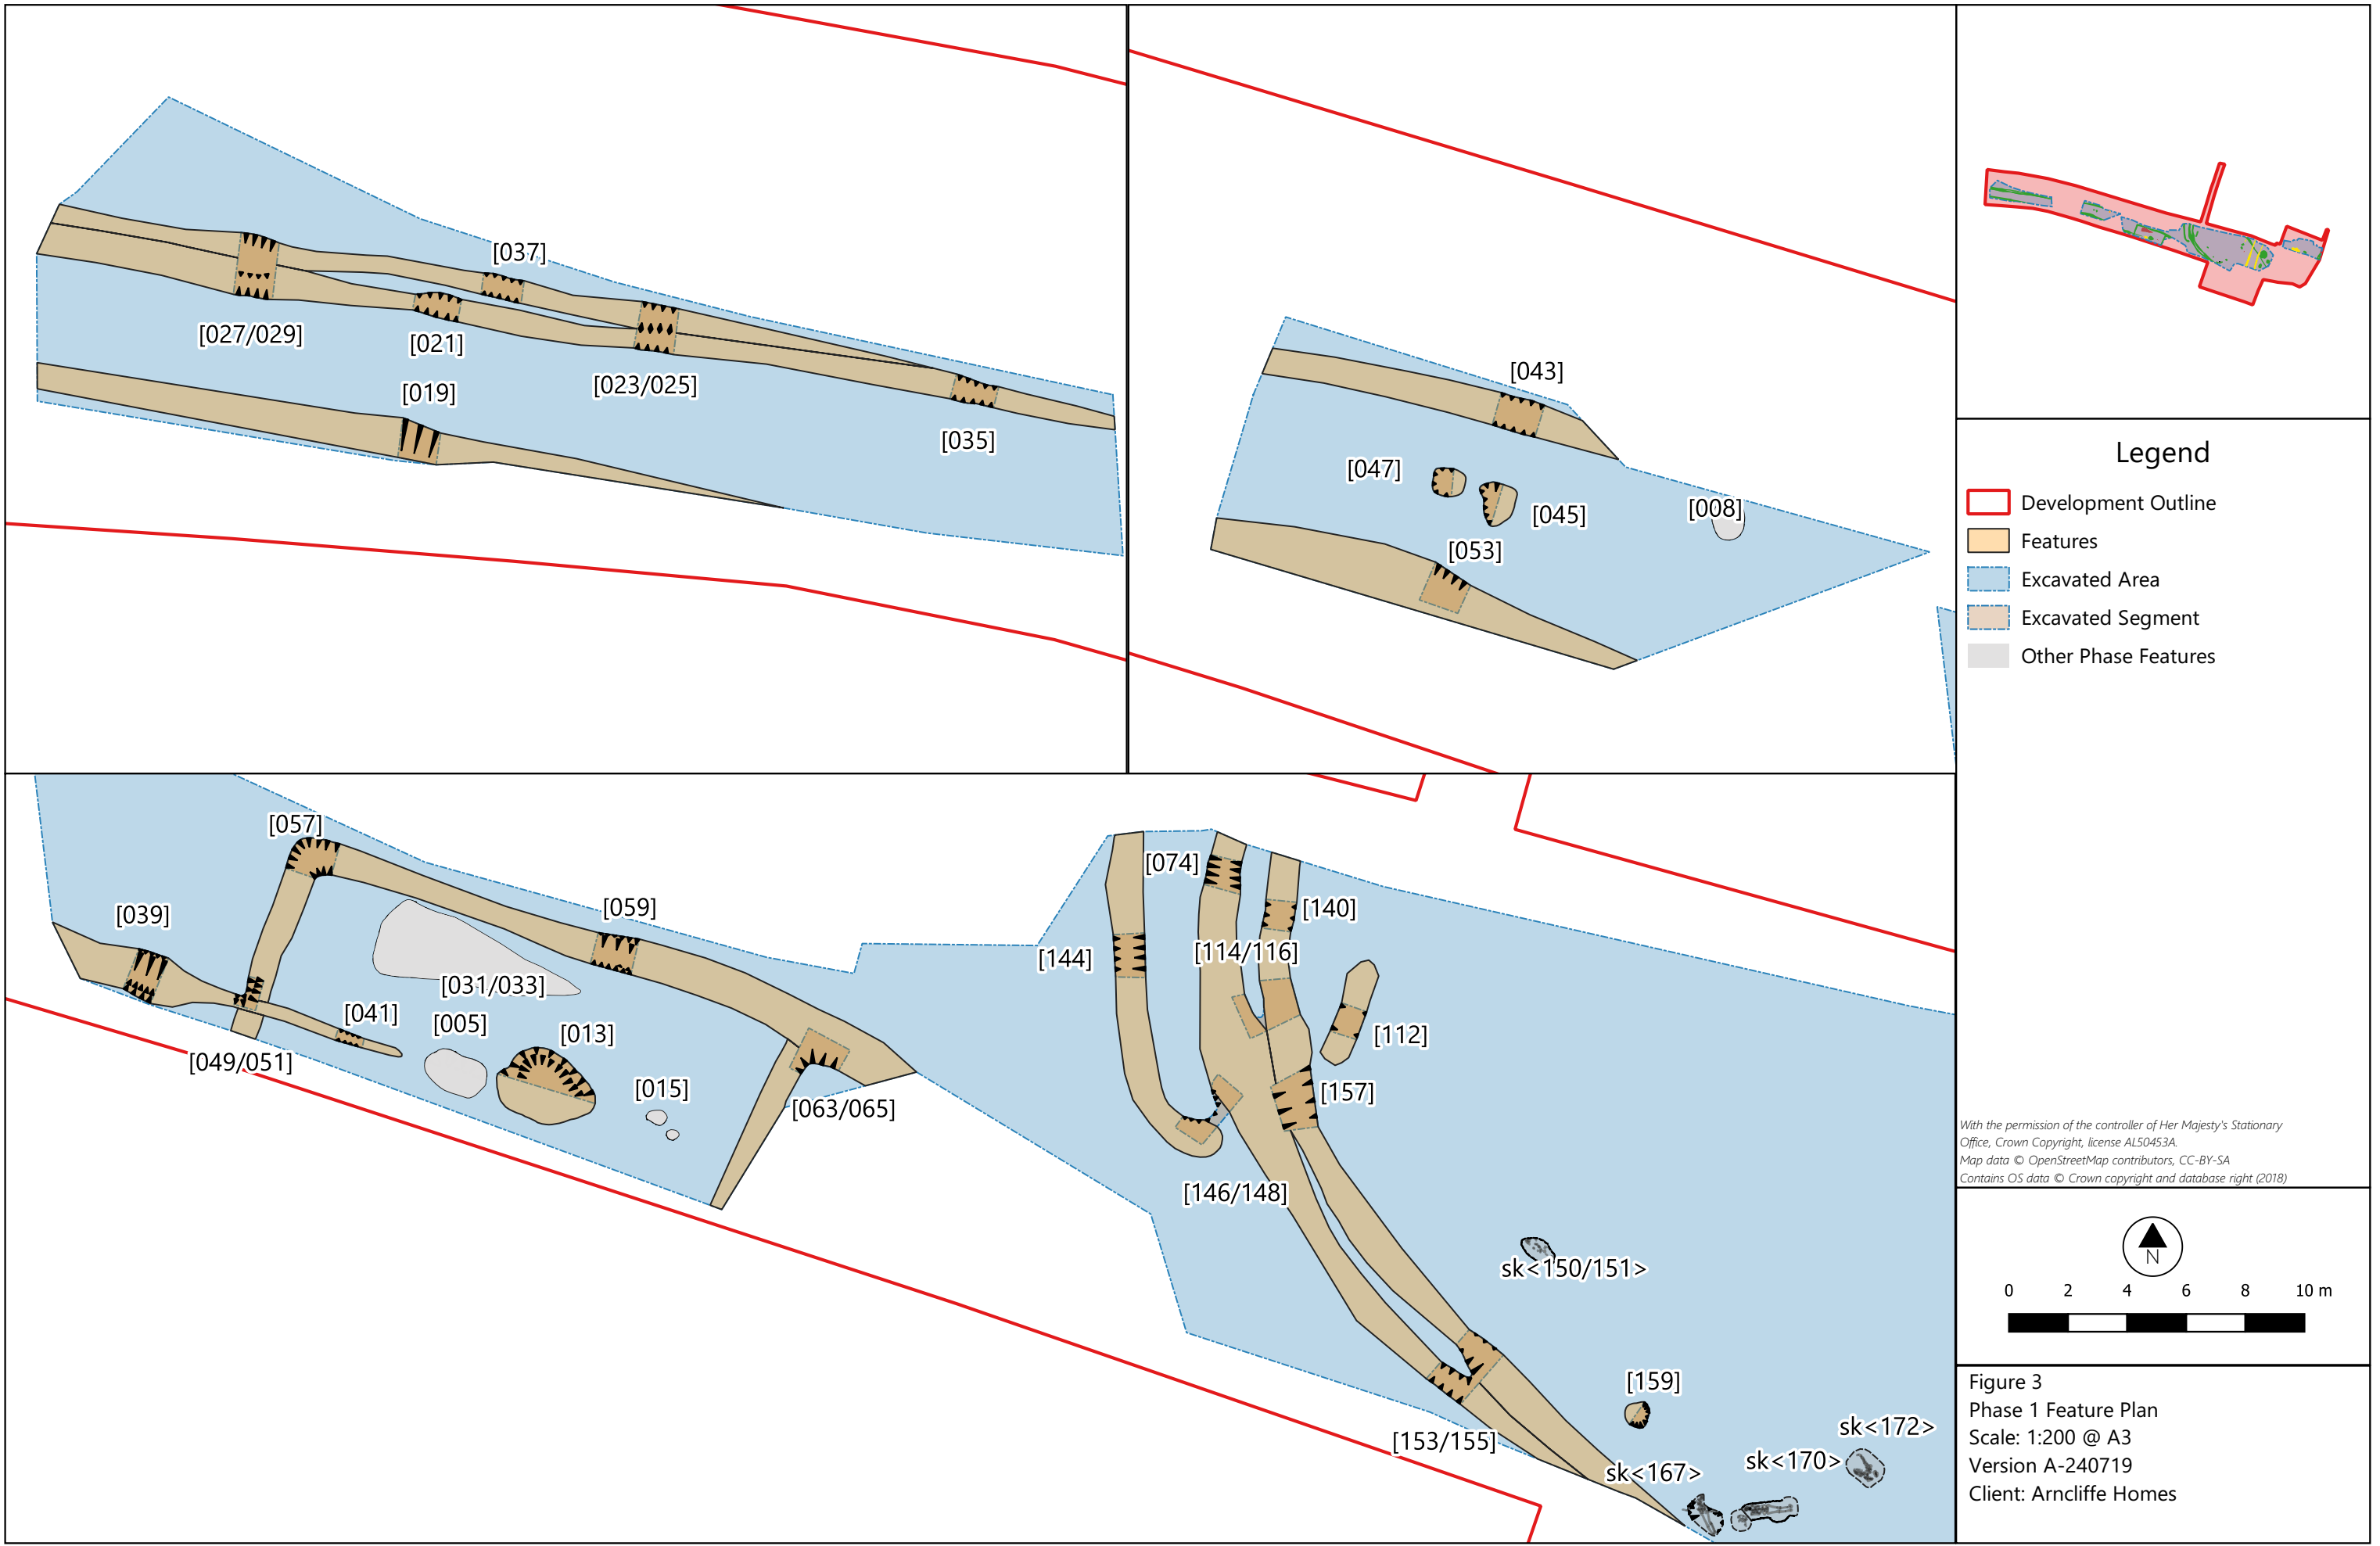 [037]
[027/029]
[021]
[023/025]
[019]
[035]
[043]
[047]
[045]
[008]
[053]
[057]
[039]
[059]
[031/033]
[041]
[005]
[013]
[049/051]
[015]
[063/065]
[074]
[140]
[144]
[114/116]
[112]
[157]
[146/148]
sk<150/151>
[159]
[153/155]
sk<172>
sk<170>
sk<167>
Legend
Development Outline
Features
Excavated Area
Excavated Segment
Other Phase Features
With the permission of the controller of Her Majesty's Stationary
Office, Crown Copyright, license AL50453A.
Map data © OpenStreetMap contributors, CC-BY-SA
Contains OS data © Crown copyright and database right (2018)
N
0 2 4 6 8 10 m
Figure 3
Phase 1 Feature Plan
Scale: 1:200 @ A3
Version A-240719
Client: Arncliffe Homes